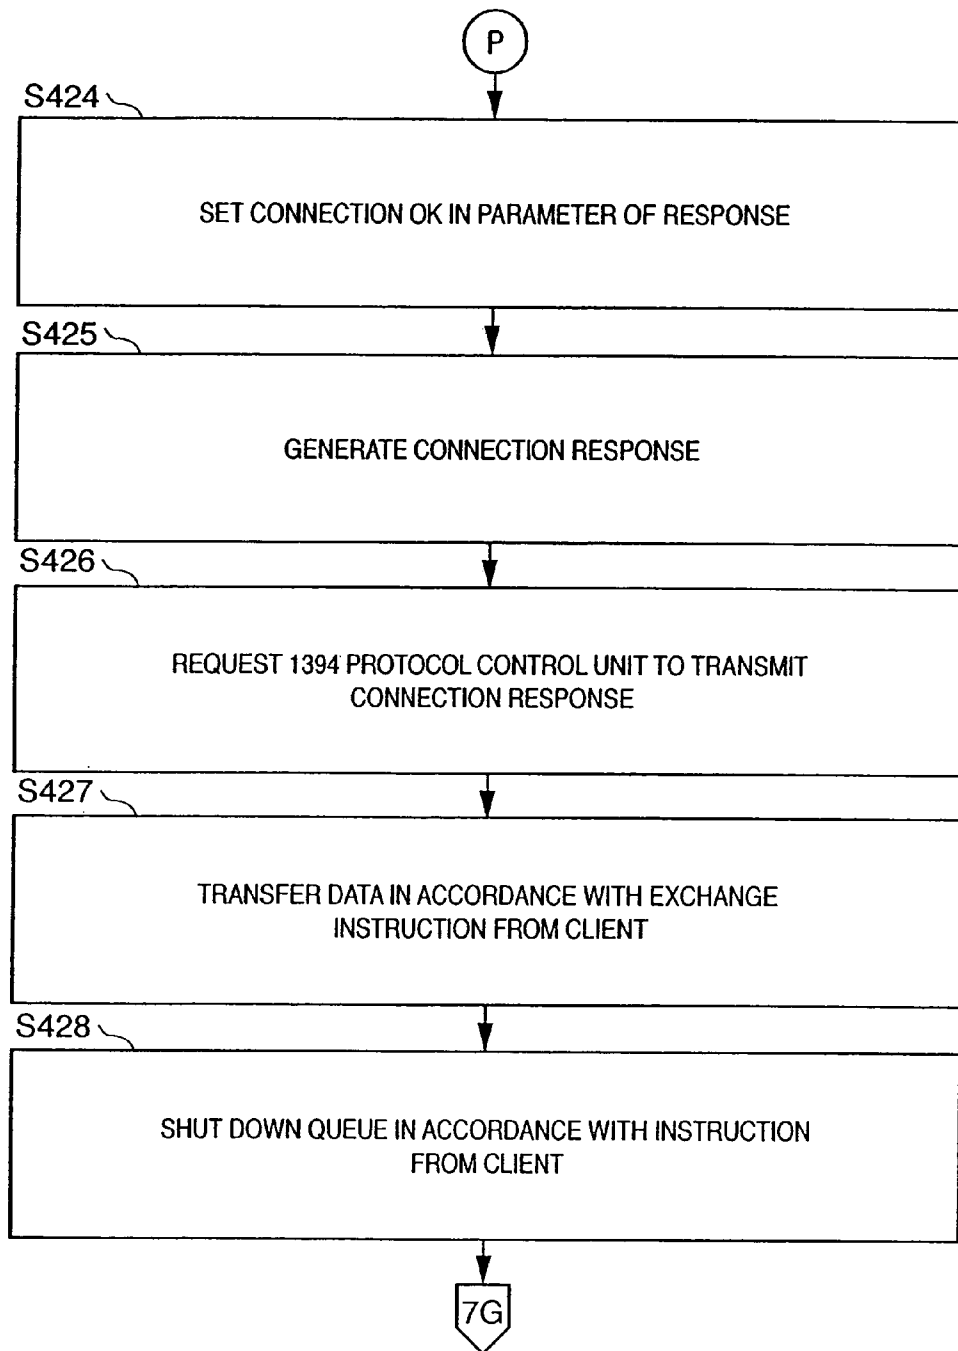 P
S424
SET CONNECTION OK IN PARAMETER OF RESPONSE
S425
GENERATE CONNECTION RESPONSE
S426
REQUEST 1394 PROTOCOL CONTROL UNIT TO TRANSMIT
CONNECTION RESPONSE
S427
TRANSFER DATA IN ACCORDANCE WITH EXCHANGE
INSTRUCTION FROM CLIENT
S428
SHUT DOWN QUEUE IN ACCORDANCE WITH INSTRUCTION
FROM CLIENT
7G